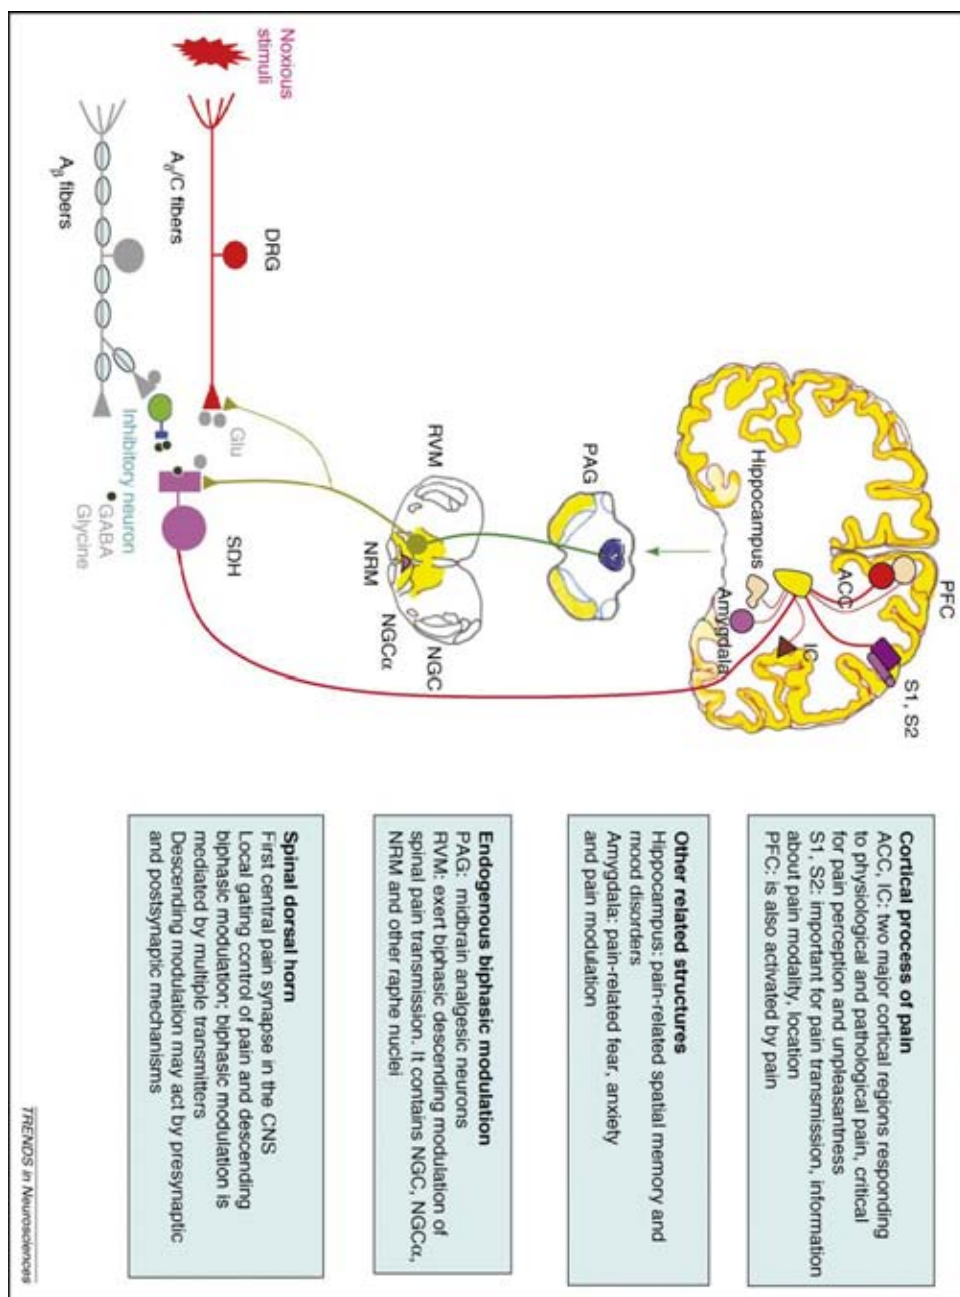 PFC
S1, S2
ACC
IC
Hippocampus
Amygdala
PAG
RVM
NRM
NGCα
NGC
Noxious
stimuli
DRG
Aδ/C fibers
Aβ fibers
Glu
Inhibitory neuron
GABA
Glycine
SDH
Cortical process of pain
ACC, IC: two major cortical regions responding
to physiological and pathological pain, critical
for pain perception and unpleasantness
S1, S2: important for pain transmission, information
about pain modality, location
PFC: is also activated by pain
Other related structures
Hippocampus: pain-related spatial memory and
mood disorders
Amygdala: pain-related fear, anxiety
and pain modulation
Endogenous biphasic modulation
PAG: midbrain analgesic neurons
RVM: exert biphasic descending modulation of
spinal pain transmission. It contains NGC, NGCα,
NRM and other raphe nuclei
Spinal dorsal horn
First central pain synapse in the CNS
Local gating control of pain and descending
biphasic modulation; biphasic modulation is
mediated by multiple transmitters
Descending modulation may act by presynaptic
and postsynaptic mechanisms
TRENDS in Neurosciences